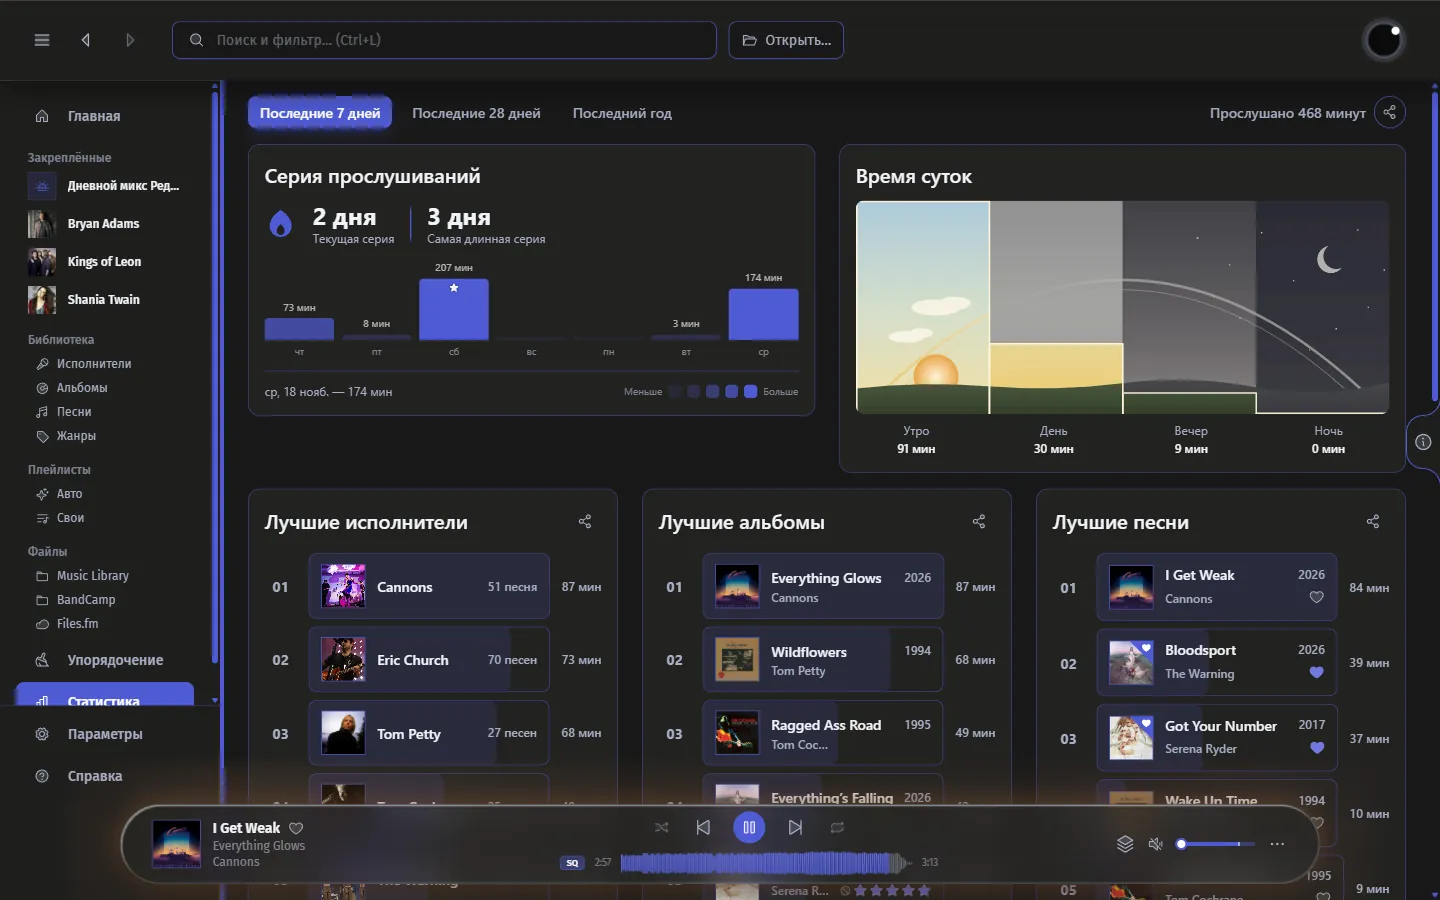 Поиск и фильтр... (Ctrl+L)
Открыть...
Главная
Закреплённые
Дневной микс Ред...
Bryan Adams
Kings of Leon
Shania Twain
Библиотека
Исполнители
Альбомы
Песни
Жанры
Плейлисты
Авто
Свои
Файлы
Music Library
BandCamp
Files.fm
Упорядочение
Статистика
Параметры
Справка
Последние 7 дней
Последние 28 дней
Последний год
Прослушано 468 минут
Серия прослушиваний
2 дня
Текущая серия
3 дня
Самая длинная серия
73 мин
8 мин
207 мин
3 мин
174 мин
чт
пт
сб
вс
пн
вт
ср
ср, 18 нояб. — 174 мин
Меньше
Больше
Время суток
Утро
91 мин
День
30 мин
Вечер
9 мин
Ночь
0 мин
Лучшие исполнители
01
Cannons
51 песня
87 мин
02
Eric Church
70 песен
73 мин
03
Tom Petty
27 песен
68 мин
Лучшие альбомы
01
Everything Glows
2026
Cannons
87 мин
02
Wildflowers
1994
Tom Petty
68 мин
03
Ragged Ass Road
1995
Tom Coc...
49 мин
Everything's Falling
2026
Serena R...
Лучшие песни
01
I Get Weak
2026
Cannons
84 мин
02
Bloodsport
2026
The Warning
39 мин
03
Got Your Number
2017
Serena Ryder
37 мин
Wake Up Time
1994
10 мин
05
1995
Tom Cochrane
9 мин
I Get Weak
Everything Glows
Cannons
SQ
2:57
3:13